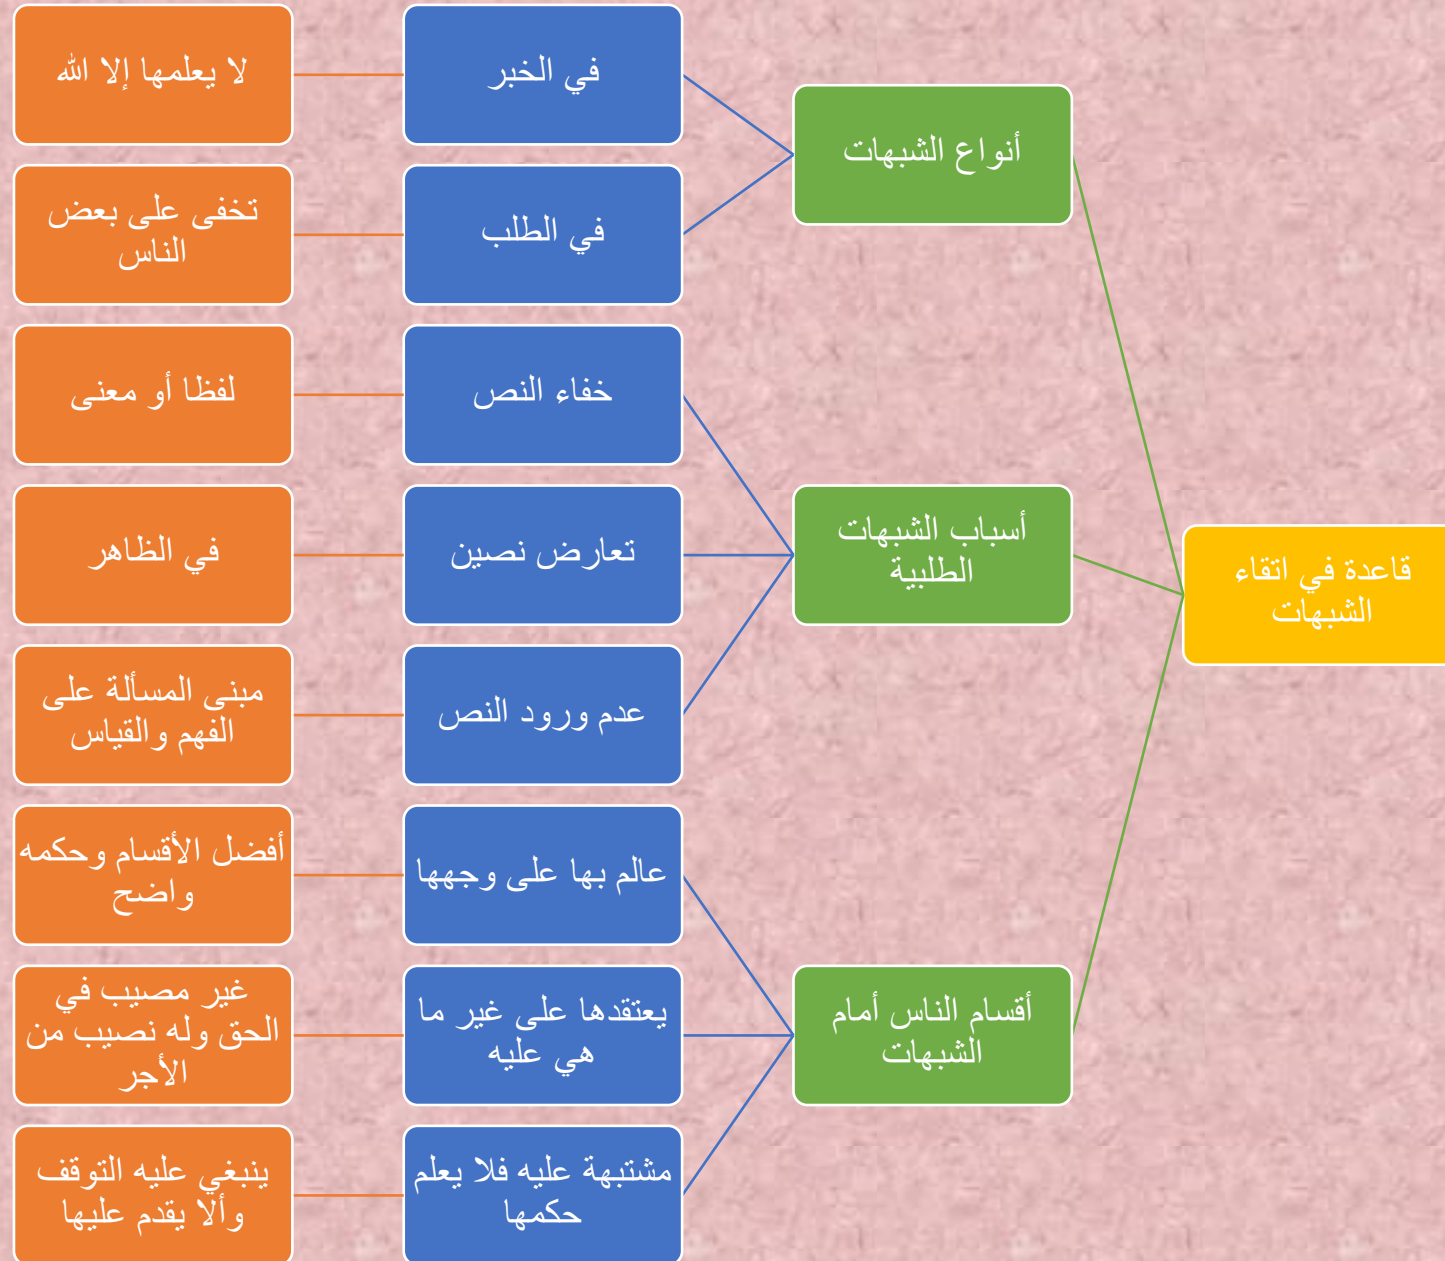 قاعدة في اتقاء
الشبهات
أنواع الشبهات
في الخبر
لا يعلمها إلا الله
في الطلب
تخفى على بعض
الناس
أسباب الشبهات
الطلبية
خفاء النص
لفظا أو معنى
تعارض نصين
في الظاهر
عدم ورود النص
مبنى المسألة على
الفهم والقياس
أقسام الناس أمام
الشبهات
عالم بها على وجهها
أفضل الأقسام وحكمه
واضح
يعتقدها على غير ما
هي عليه
غير مصيب في
الحق وله نصيب من
الأجر
مشتبهة عليه فلا يعلم
حكمها
ينبغي عليه التوقف
وألا يقدم عليها